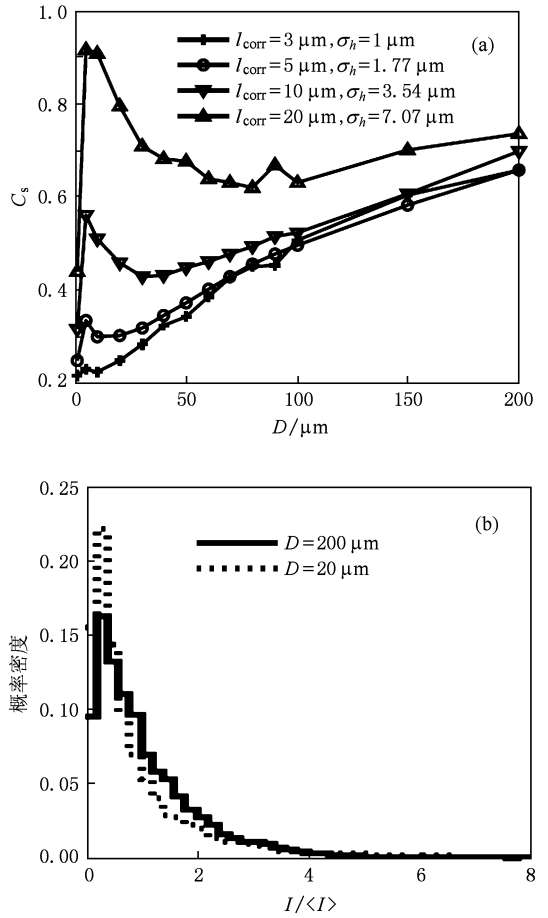 (a)
l_corr=3 μm,σ_h=1 μm
l_corr=5 μm,σ_h=1.77 μm
l_corr=10 μm,σ_h=3.54 μm
l_corr=20 μm,σ_h=7.07 μm
1.0
0.8
0.6
0.4
0.2
C_s
0 50 100 150 200
D/μm
(b)
D=200 μm
D=20 μm
0.25
0.20
0.15
0.10
0.05
0.00
概率密度
0 2 4 6 8
I/<I>